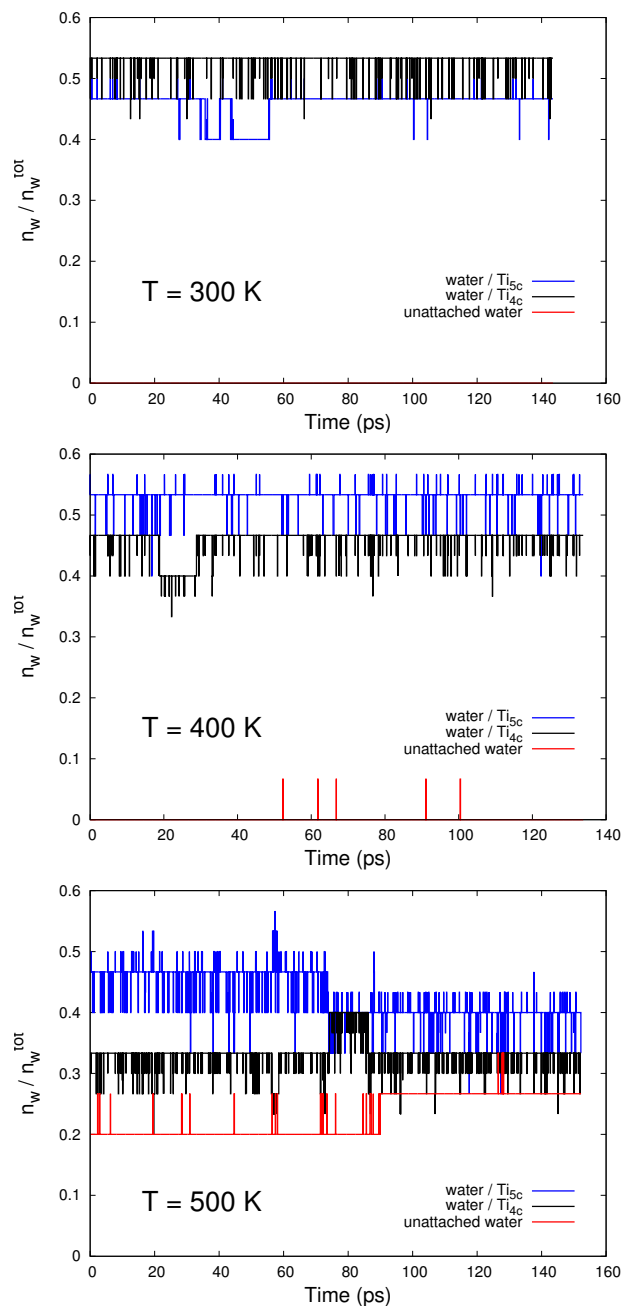 0.6
0.5
0.4
0.3
0.2
0.1
0
n_w / n_w^tot
T = 300 K
water / Ti5c
water / Ti4c
unattached water
0 20 40 60 80 100 120 140 160
Time (ps)
0.6
0.5
0.4
0.3
0.2
0.1
0
n_w / n_w^tot
T = 400 K
water / Ti5c
water / Ti4c
unattached water
0 20 40 60 80 100 120 140
Time (ps)
0.6
0.5
0.4
0.3
0.2
0.1
0
n_w / n_w^tot
T = 500 K
water / Ti5c
water / Ti4c
unattached water
0 20 40 60 80 100 120 140 160
Time (ps)